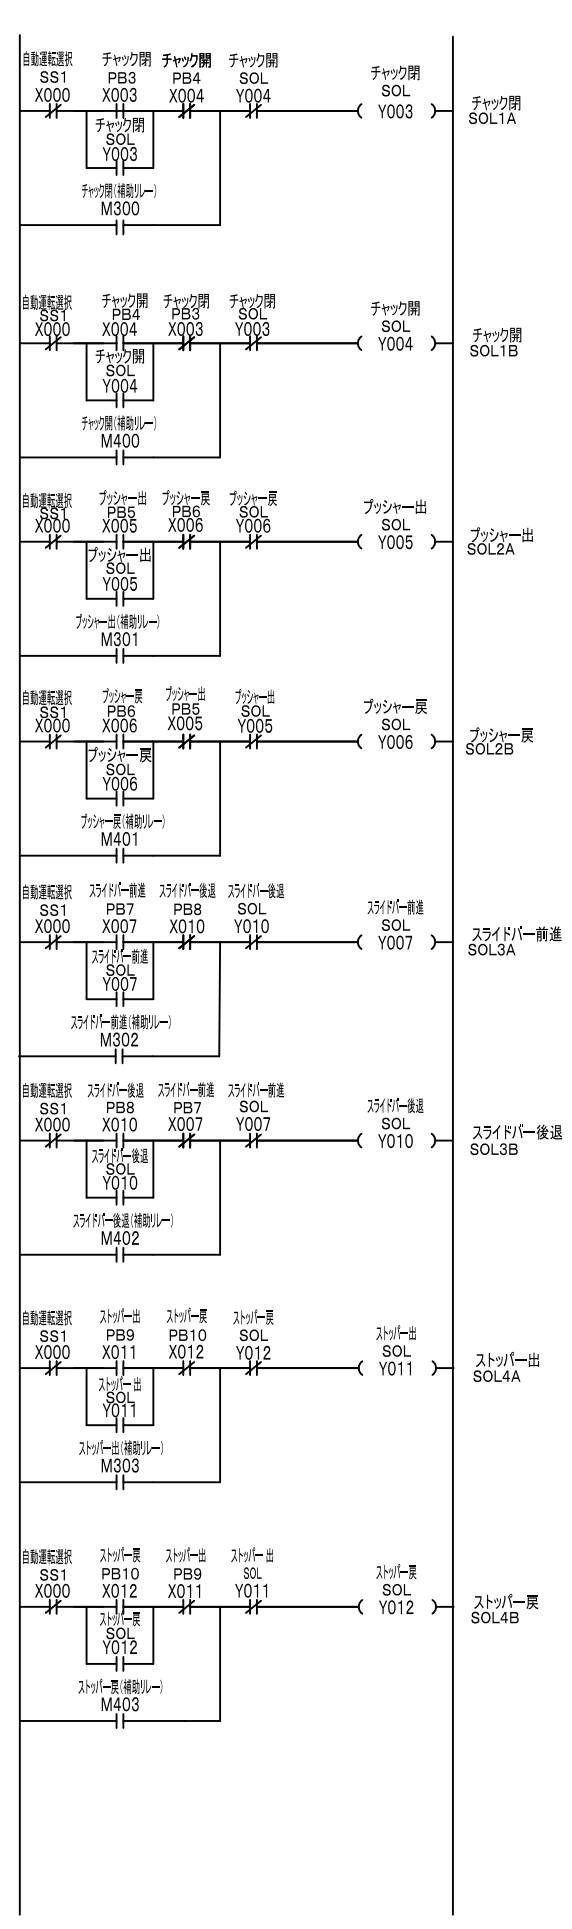 自動運転選択 チャック閉 チャック開 チャック開
SS1 PB3 PB4 SOL
X000 X003 X004 Y004
チャック閉
SOL
Y003
チャック閉
SOL1A
チャック閉
SOL
Y003
チャック閉(補助リレー)
M300
自動運転選択 チャック開 チャック閉 チャック閉
SS1 PB4 PB3 SOL
X000 X004 X003 Y003
チャック開
SOL
Y004
チャック開
SOL1B
チャック開
SOL
Y004
チャック開(補助リレー)
M400
自動運転選択 プッシャー出 プッシャー戻 プッシャー戻
SS1 PB5 PB6 SOL
X000 X005 X006 Y006
プッシャー出
SOL
Y005
プッシャー出
SOL2A
プッシャー出
SOL
Y005
プッシャー出(補助リレー)
M301
自動運転選択 プッシャー戻 プッシャー出 プッシャー出
SS1 PB6 PB5 SOL
X000 X006 X005 Y005
プッシャー戻
SOL
Y006
プッシャー戻
SOL2B
プッシャー戻
SOL
Y006
プッシャー戻(補助リレー)
M401
自動運転選択 スライドバー前進 スライドバー後退 スライドバー後退
SS1 PB7 PB8 SOL
X000 X007 X010 Y010
スライドバー前進
SOL
Y007
スライドバー前進
SOL3A
スライドバー前進
SOL
Y007
スライドバー前進(補助リレー)
M302
自動運転選択 スライドバー後退 スライドバー前進 スライドバー前進
SS1 PB8 PB7 SOL
X000 X010 X007 Y007
スライドバー後退
SOL
Y010
スライドバー後退
SOL3B
スライドバー後退
SOL
Y010
スライドバー後退(補助リレー)
M402
自動運転選択 ストッパー出 ストッパー戻 ストッパー戻
SS1 PB9 PB10 SOL
X000 X011 X012 Y012
ストッパー出
SOL
Y011
ストッパー出
SOL4A
ストッパー出
SOL
Y011
ストッパー出(補助リレー)
M303
自動運転選択 ストッパー戻 ストッパー出 ストッパー出
SS1 PB10 PB9 SOL
X000 X012 X011 Y011
ストッパー戻
SOL
Y012
ストッパー戻
SOL4B
ストッパー戻
SOL
Y012
ストッパー戻(補助リレー)
M403